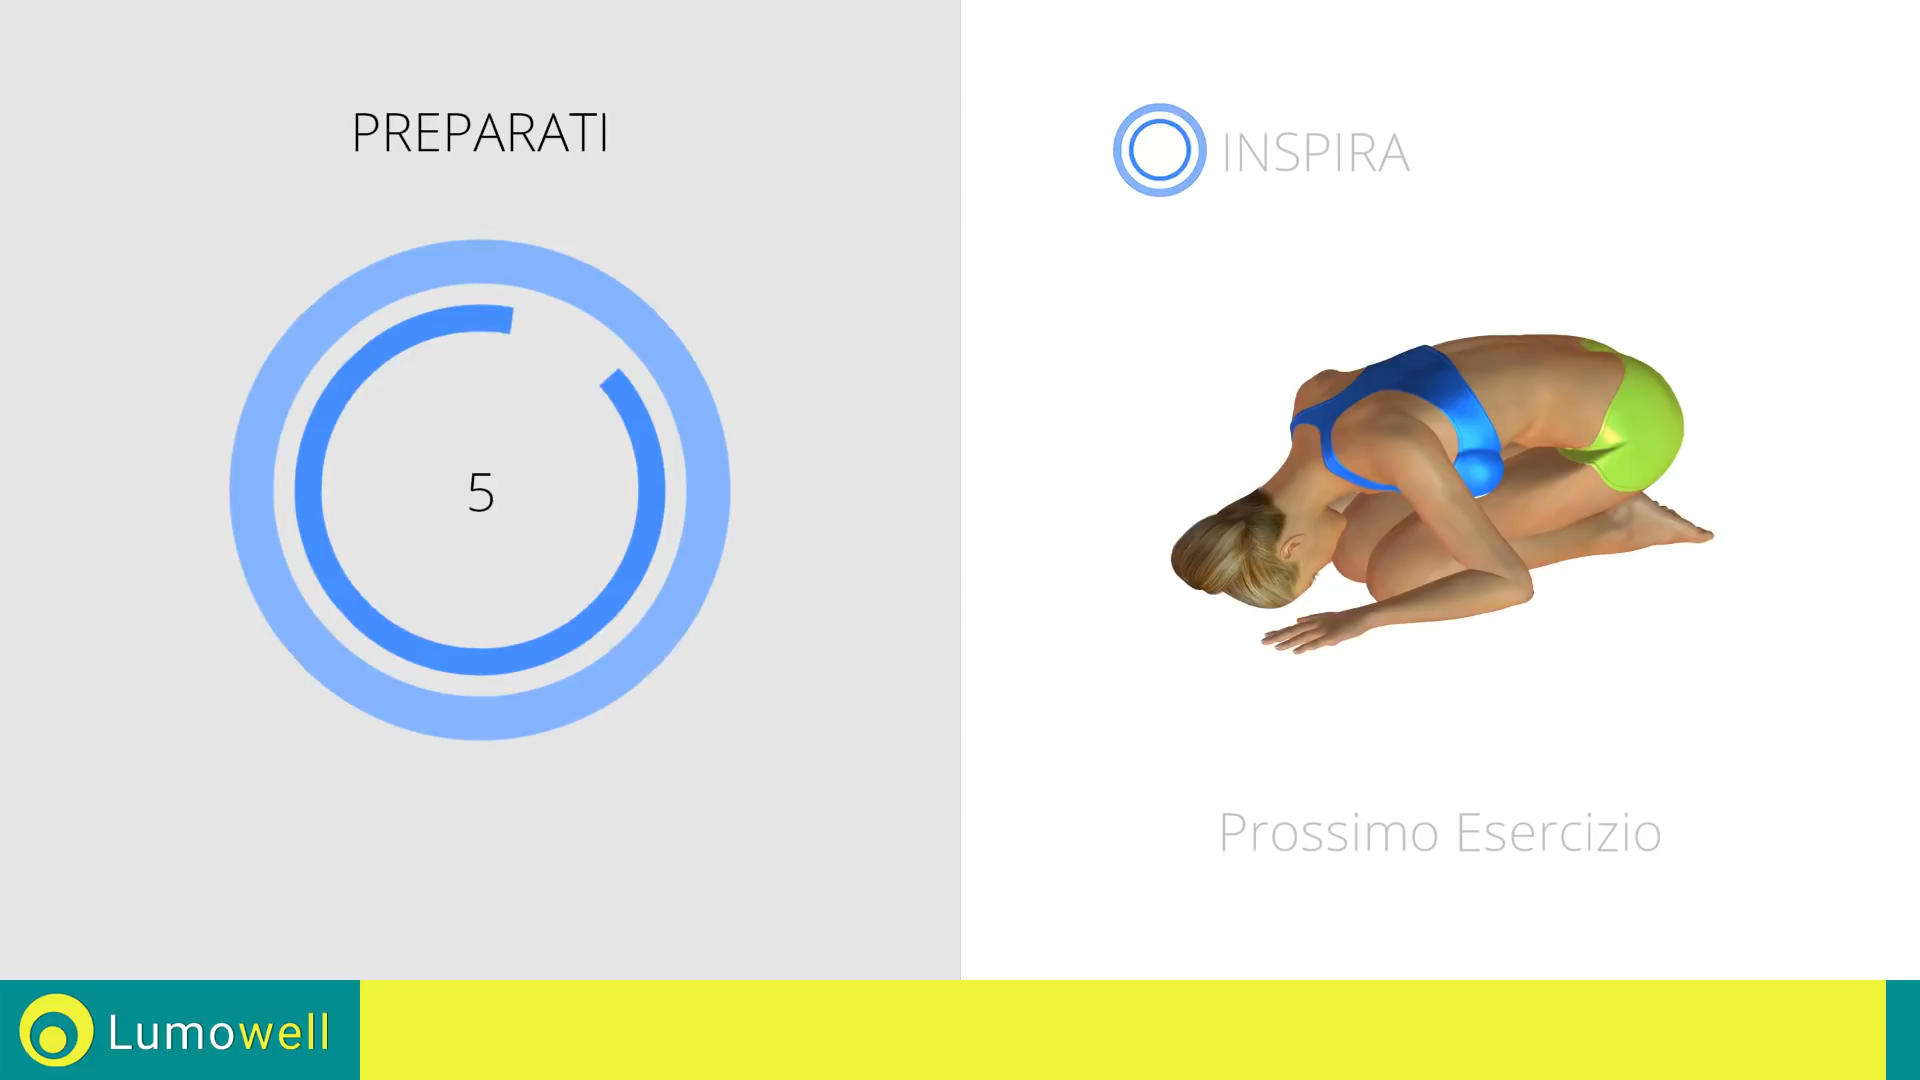 PREPARATI
5
INSPIRA
Prossimo Esercizio
Lumowell